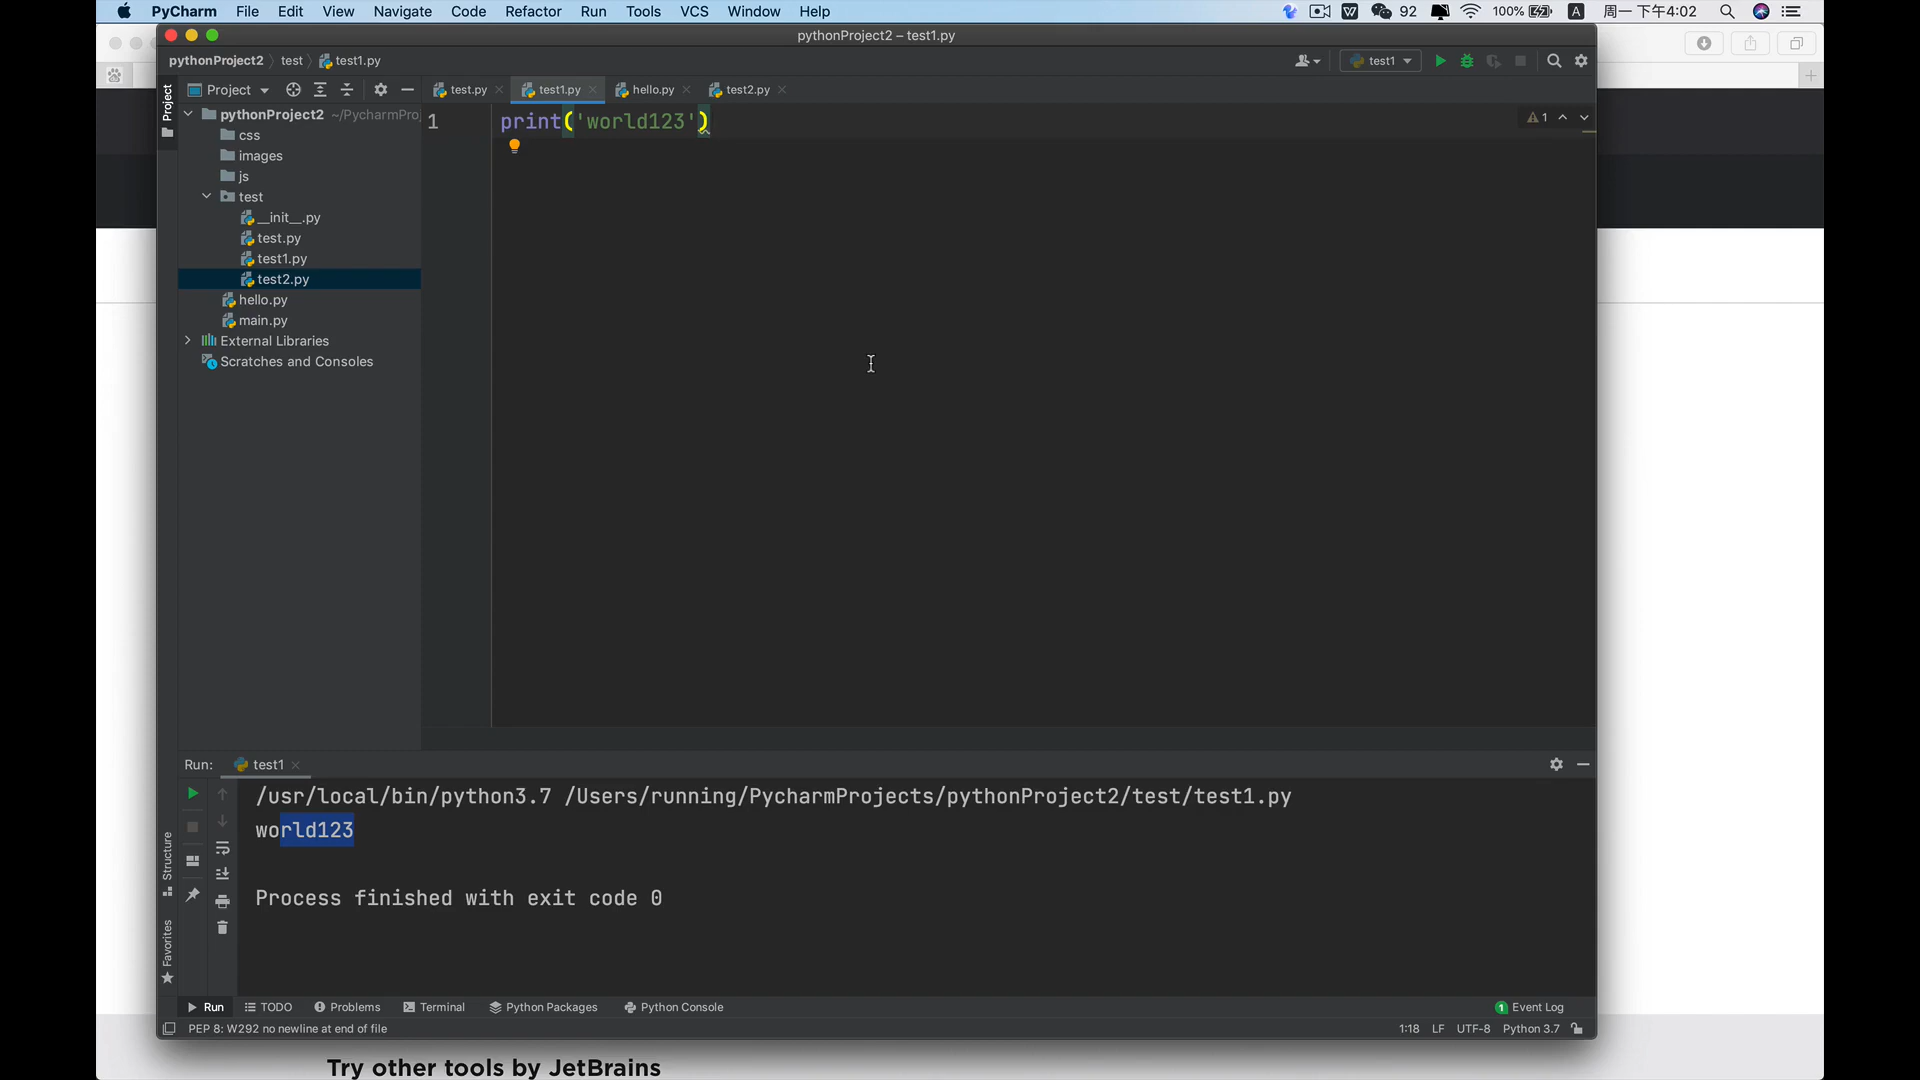 PyCharm File Edit View Navigate Code Refactor Run Tools VCS Window Help 92 100% A 周一 下午4:02
pythonProject2 – test1.py
pythonProject2 test test1.py test1
Project Project test.py test1.py hello.py test2.py
pythonProject2 ~/PycharmPro
1 print('world123') 1
css
images
js
test
__init__.py
test.py
test1.py
test2.py
hello.py
main.py
External Libraries
Scratches and Consoles
Run: test1
/usr/local/bin/python3.7 /Users/running/PycharmProjects/pythonProject2/test/test1.py
world123
Process finished with exit code 0
Structure
Favorites
Run TODO Problems Terminal Python Packages Python Console 1 Event Log
PEP 8: W292 no newline at end of file 1:18 LF UTF-8 Python 3.7
Try other tools by JetBrains